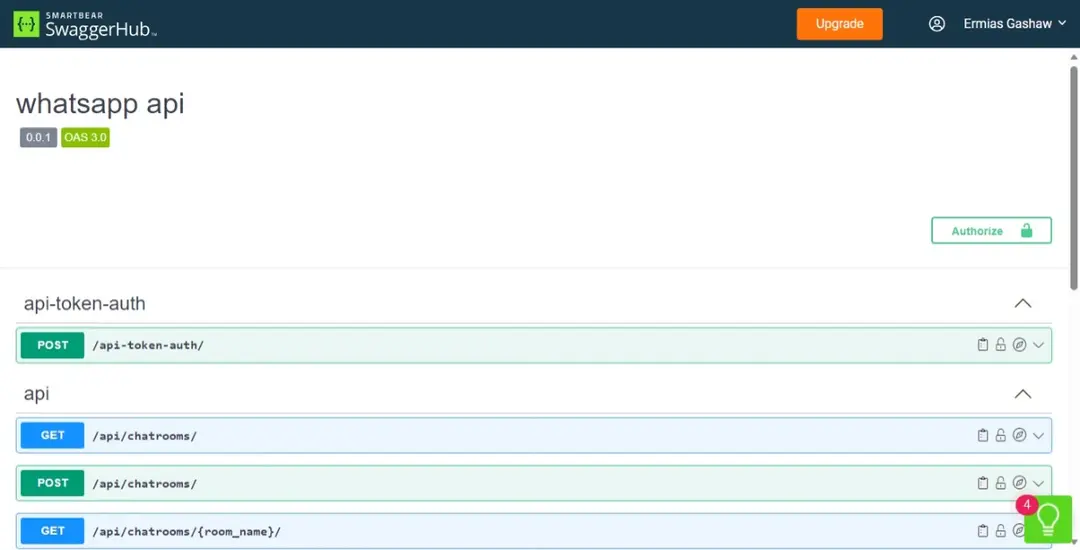 SMARTBEAR
SwaggerHub™
Upgrade
Ermias Gashaw
whatsapp api
0.0.1 OAS 3.0
Authorize
api-token-auth
POST /api-token-auth/
api
GET /api/chatrooms/
POST /api/chatrooms/
4
GET /api/chatrooms/{room_name}/